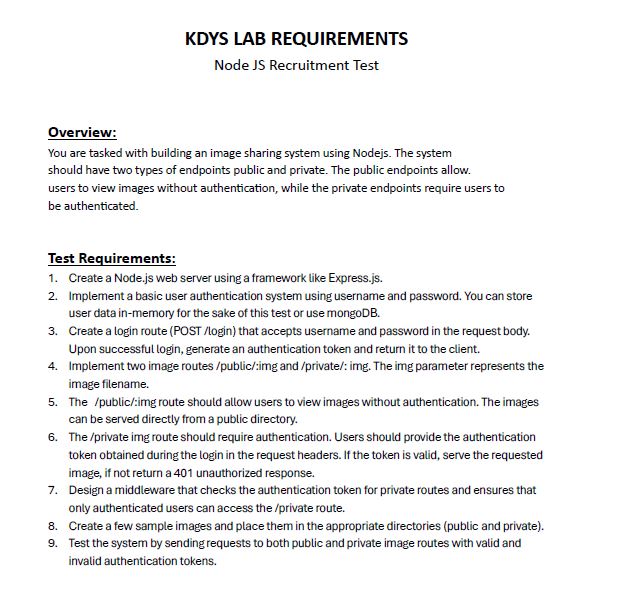 KDYS LAB REQUIREMENTS
Node JS Recruitment Test
Overview:
You are tasked with building an image sharing system using Nodejs. The system
should have two types of endpoints public and private. The public endpoints allow.
users to view images without authentication, while the private endpoints require users to
be authenticated.
Test Requirements:
1. Create a Node.js web server using a framework like Express.js.
2. Implement a basic user authentication system using username and password. You can store
user data in-memory for the sake of this test or use mongoDB.
3. Create a login route (POST /login) that accepts username and password in the request body.
Upon successful login, generate an authentication token and return it to the client.
4. Implement two image routes /public/:img and /private/: img. The img parameter represents the
image filename.
5. The /public/:img route should allow users to view images without authentication. The images
can be served directly from a public directory.
6. The /private img route should require authentication. Users should provide the authentication
token obtained during the login in the request headers. If the token is valid, serve the requested
image, if not return a 401 unauthorized response.
7. Design a middleware that checks the authentication token for private routes and ensures that
only authenticated users can access the /private route.
8. Create a few sample images and place them in the appropriate directories (public and private).
9. Test the system by sending requests to both public and private image routes with valid and
invalid authentication tokens.